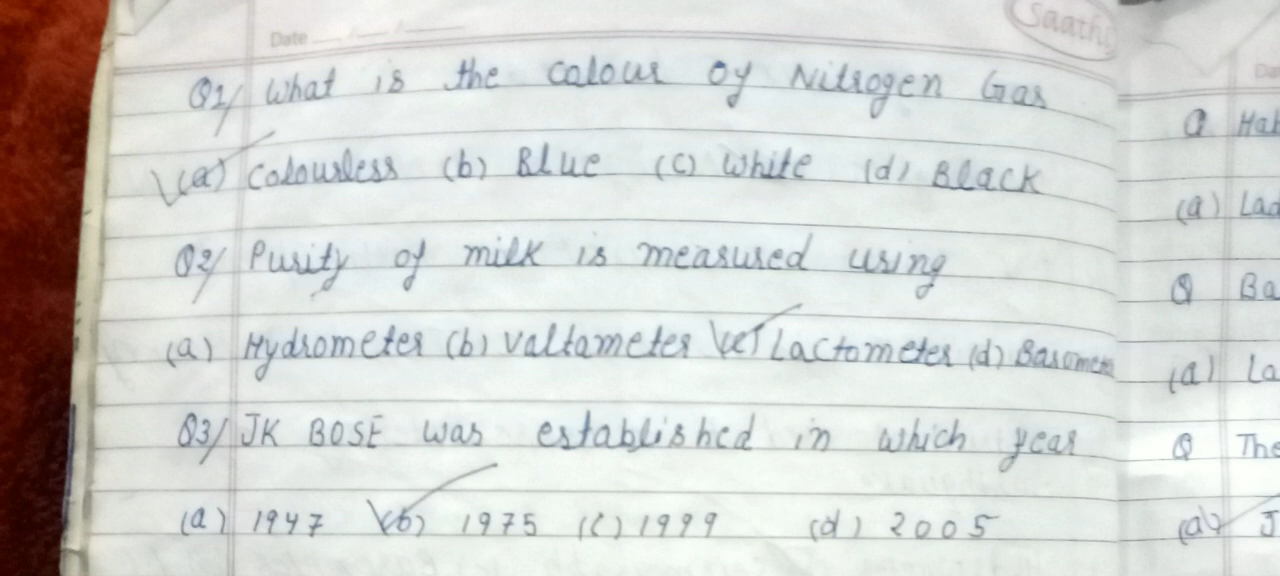 Saathi
Date
Q1/ What is the colour of Nitrogen Gas
(a) Colourless (b) Blue (c) White (d) Black
Q2/ Purity of milk is measured using
(a) Hydrometer (b) Valtameter (c) Lactometer (d) Barometer
Q3/ JK BOSE was established in which year
(a) 1947 (b) 1975 (c) 1999 (d) 2005
Q
(a)
Q
(a)
Q The
(a)